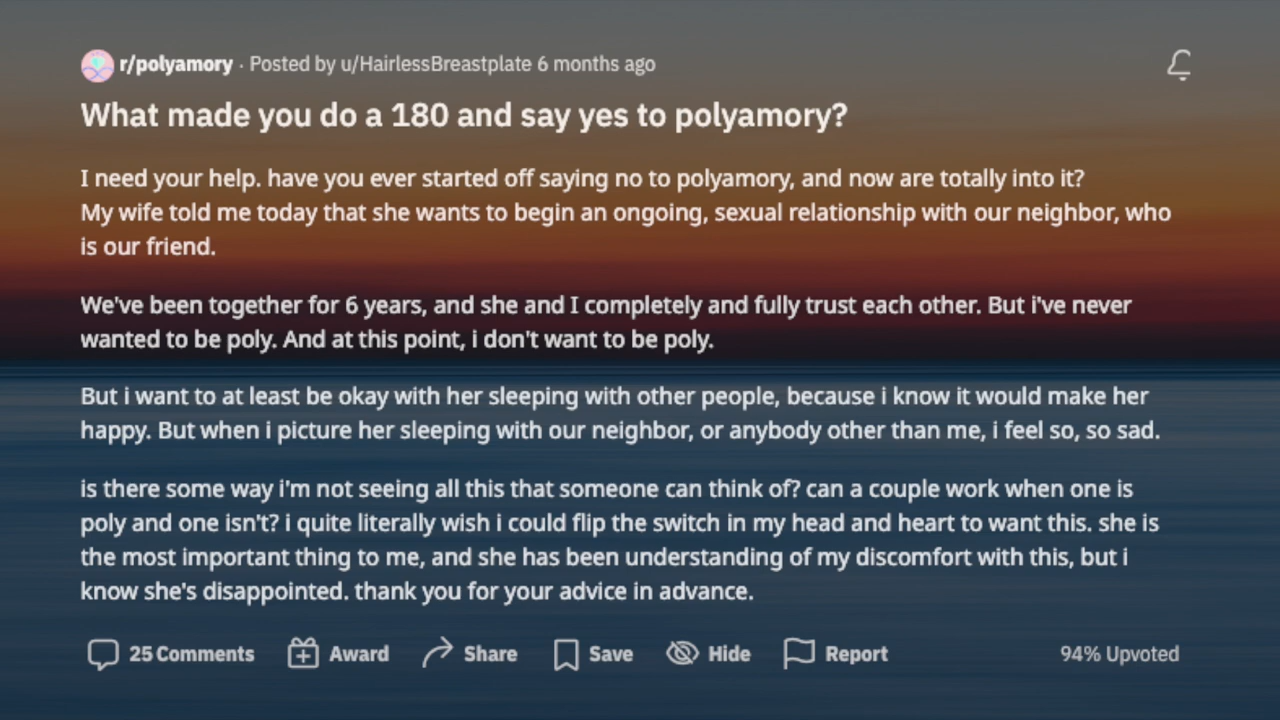 r/polyamory · Posted by u/HairlessBreastplate 6 months ago
What made you do a 180 and say yes to polyamory?
I need your help. have you ever started off saying no to polyamory, and now are totally into it?
My wife told me today that she wants to begin an ongoing, sexual relationship with our neighbor, who
is our friend.
We've been together for 6 years, and she and I completely and fully trust each other. But i've never
wanted to be poly. And at this point, i don't want to be poly.
But i want to at least be okay with her sleeping with other people, because i know it would make her
happy. But when i picture her sleeping with our neighbor, or anybody other than me, i feel so, so sad.
is there some way i'm not seeing all this that someone can think of? can a couple work when one is
poly and one isn't? i quite literally wish i could flip the switch in my head and heart to want this. she is
the most important thing to me, and she has been understanding of my discomfort with this, but i
know she's disappointed. thank you for your advice in advance.
25 Comments Award Share Save Hide Report 94% Upvoted